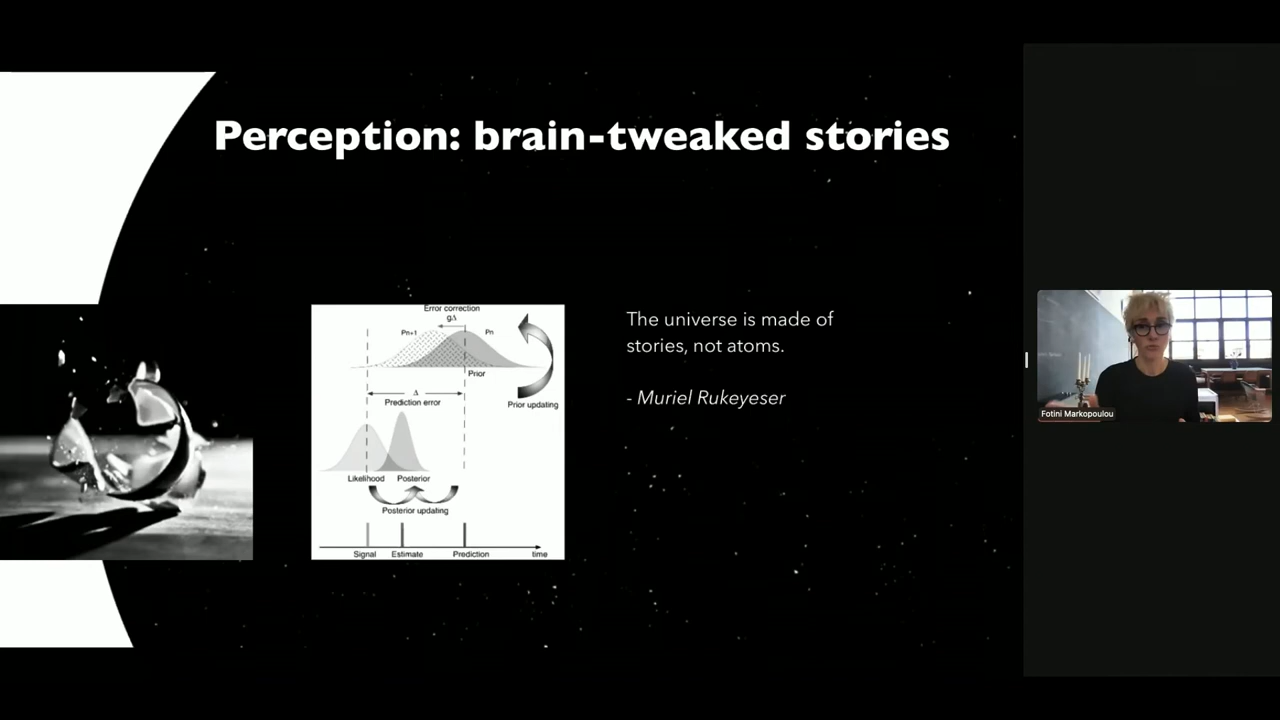 Perception: brain-tweaked stories
Error correction
gΔ
Pn+1
Pn
Prior
Δ
Prediction error
Prior updating
Likelihood
Posterior
Posterior updating
Signal
Estimate
Prediction
time
The universe is made of
stories, not atoms.
- Muriel Rukeyeser
Fotini Markopoulou